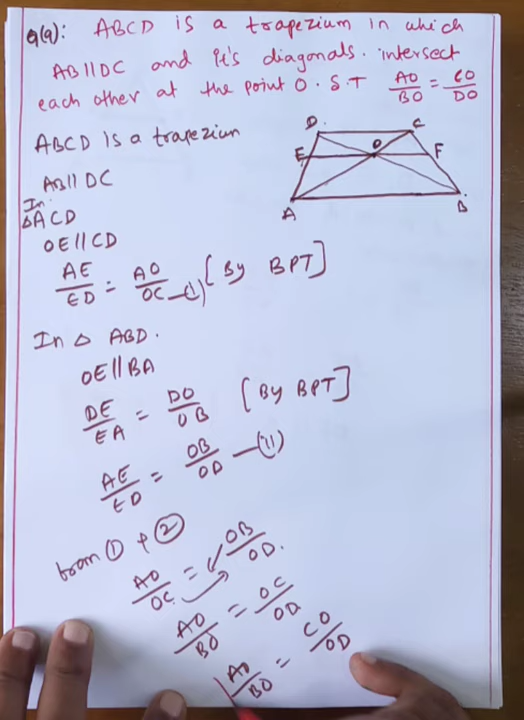 Q(9): ABCD is a trapezium in which
AB||DC and it's diagonals. intersect
each other at the point O. S.T AO/BO = CO/DO
ABCD is a trapezium
AB||DC
D
C
E
O
F
A
B
In
ΔACD
OE||CD
AE/ED = AO/OC —(1) [By BPT]
In Δ ABD.
OE||BA
DE/EA = DO/OB [By BPT]
AE/ED = OB/OD —(11)
from ① & ②
AO/OC = OB/OD.
AO/BO = OC/OD
AO/BO = CO/OD